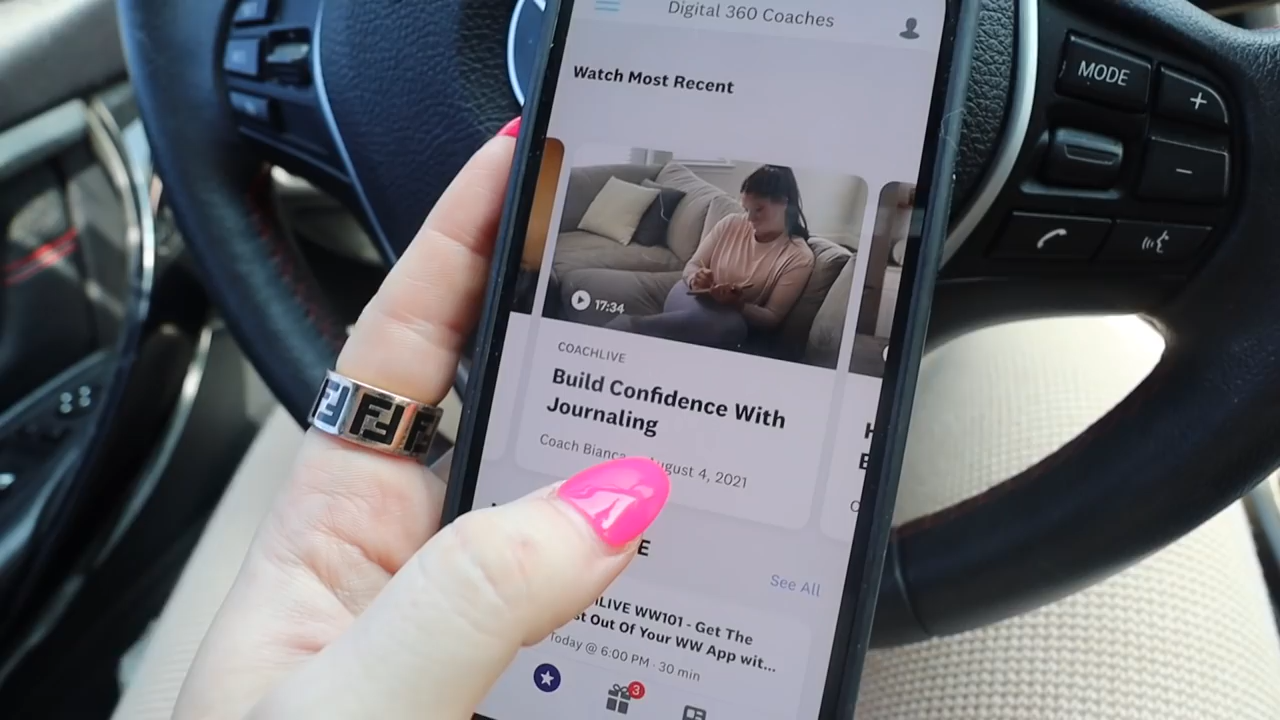 Digital 360 Coaches
Watch Most Recent
17:34
COACHLIVE
Build Confidence With
Journaling
Coach Bianca August 4, 2021
See All
LIVE WW101 - Get The
Out Of Your WW App wit...
Today @ 6:00 PM · 30 min
3
MODE
+
−